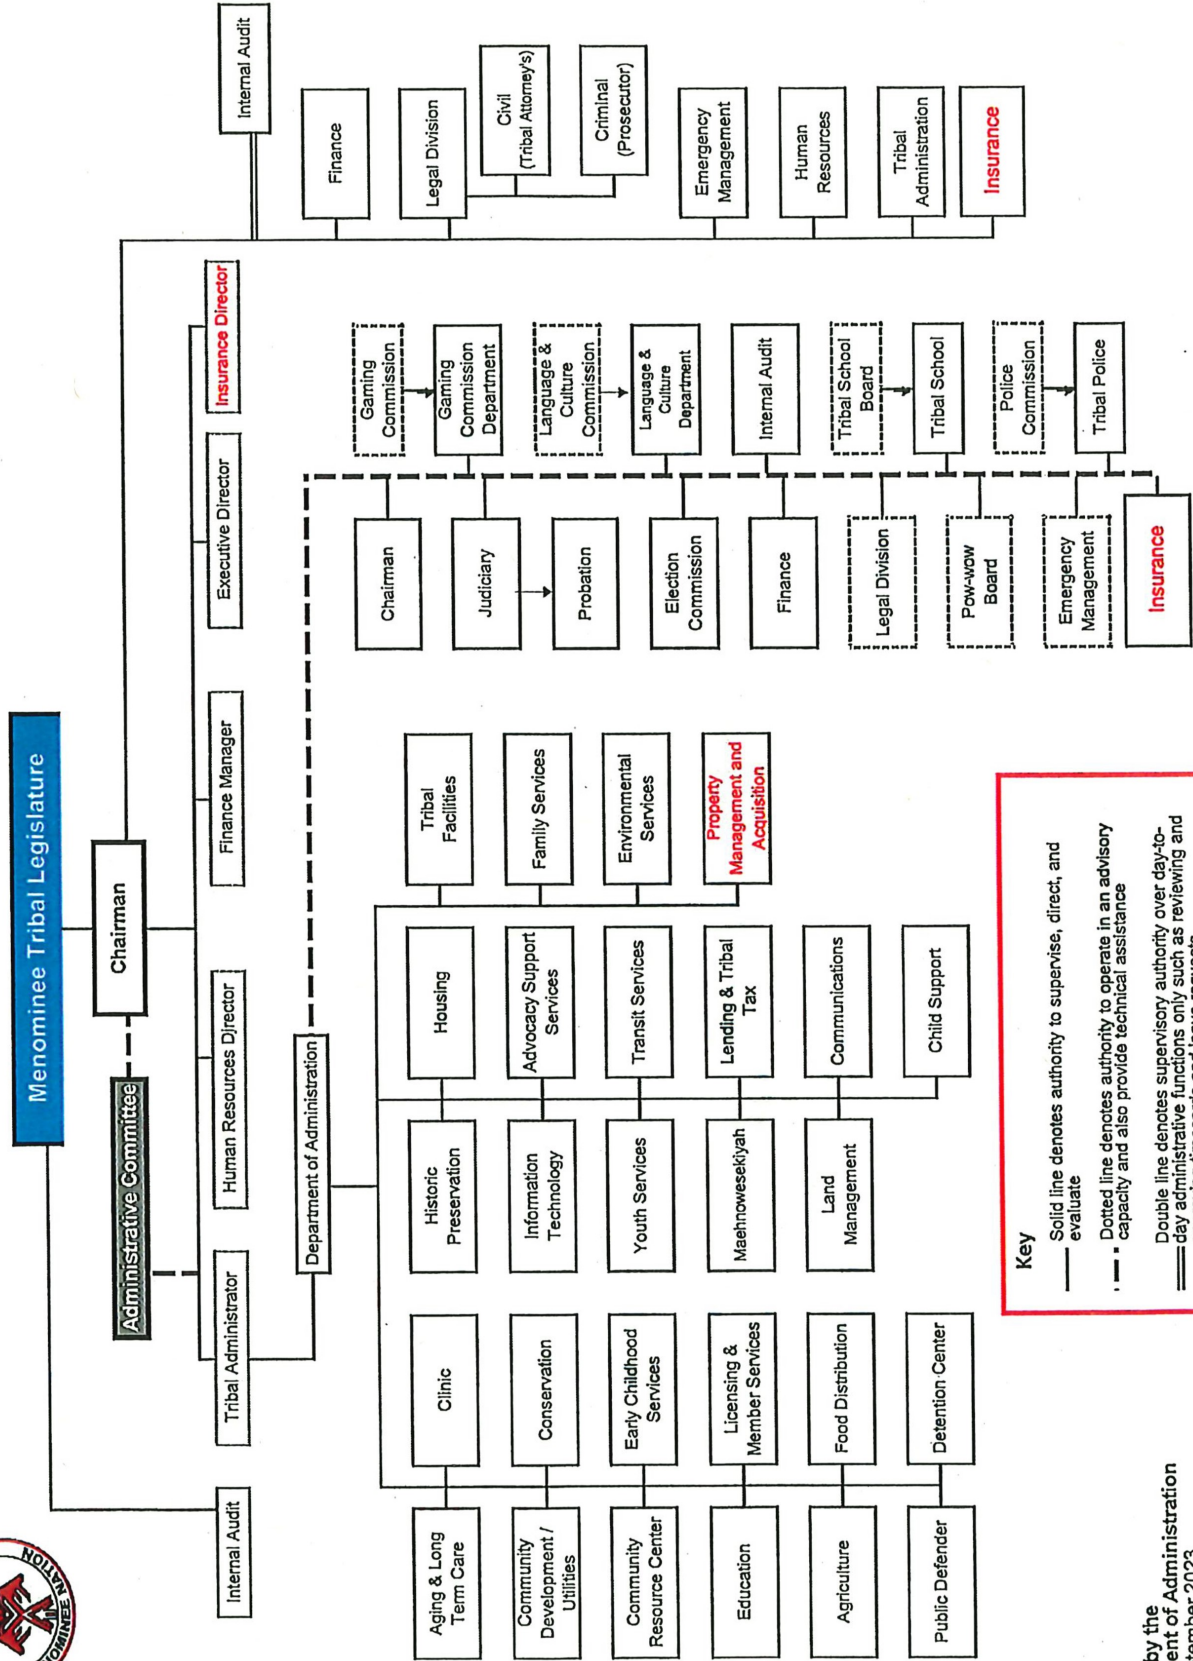 Menominee Tribal Legislature
Chairman
Administrative Committee
Internal Audit
Tribal Administrator
Human Resources Director
Finance Manager
Executive Director
Insurance Director
Internal Audit
Finance
Legal Division
Civil
(Tribal Attorney's)
Criminal
(Prosecutor)
Emergency
Management
Human
Resources
Tribal
Administration
Insurance
Department of Administration
Aging & Long
Term Care
Clinic
Community
Development /
Utilities
Conservation
Community
Resource Center
Early Childhood
Services
Education
Licensing &
Member Services
Agriculture
Food Distribution
Public Defender
Detention Center
Historic
Preservation
Housing
Information
Technology
Advocacy Support
Services
Youth Services
Transit Services
Maehnowesekiyah
Lending & Tribal
Tax
Land
Management
Communications
Child Support
Tribal
Facilities
Family Services
Environmental
Services
Property
Management and
Acquisition
Chairman
Judiciary
Probation
Election
Commission
Finance
Legal Division
Pow-wow
Board
Emergency
Management
Insurance
Gaming
Commission
Gaming
Commission
Department
Language &
Culture
Commission
Language &
Culture
Department
Internal Audit
Tribal School
Board
Tribal School
Police
Commission
Tribal Police
Key
Solid line denotes authority to supervise, direct, and
evaluate
Dotted line denotes authority to operate in an advisory
capacity and also provide technical assistance
Double line denotes supervisory authority over day-to-
day administrative functions only such as reviewing and
by the
ent of Administration
tember 2023
OMINEE NATION